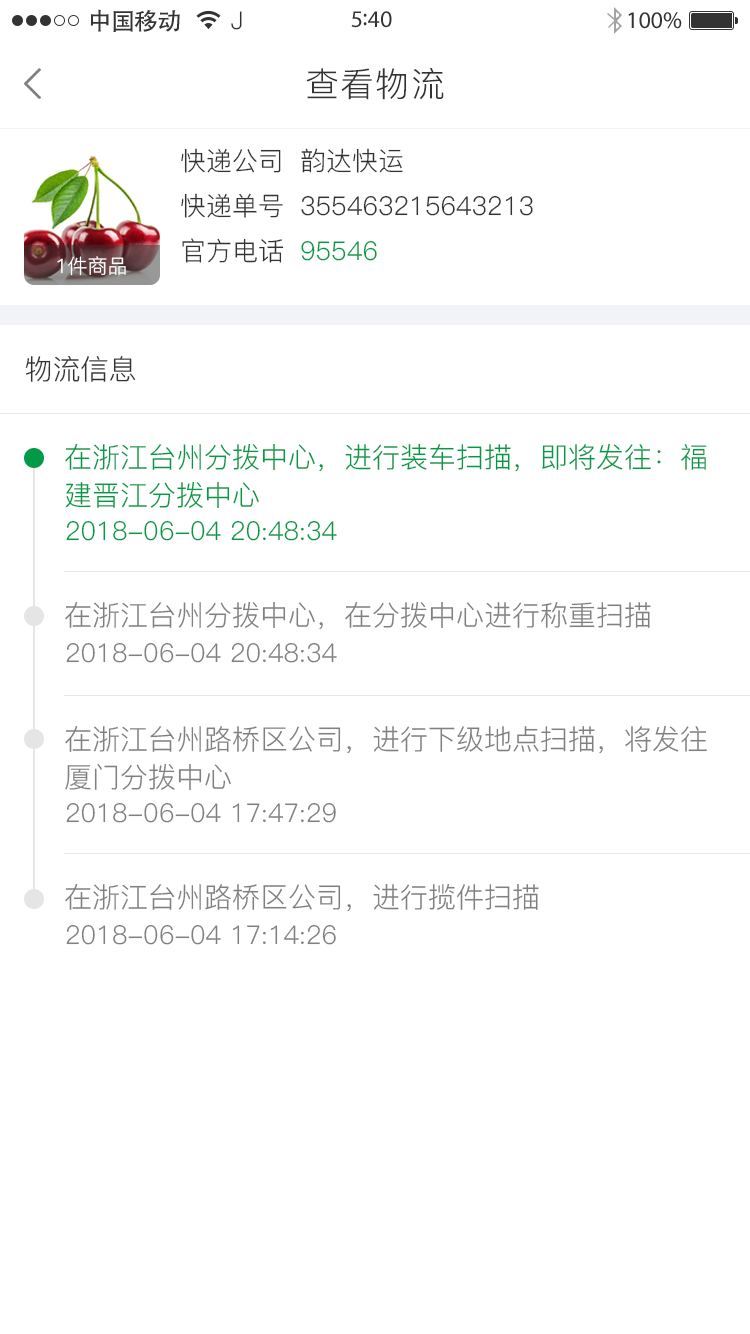 中国移动 5:40 100%
查看物流
快递公司 韵达快运
快递单号 355463215643213
官方电话 95546
1件商品
物流信息
在浙江台州分拨中心，进行装车扫描，即将发往：福
建晋江分拨中心
2018-06-04 20:48:34
在浙江台州分拨中心，在分拨中心进行称重扫描
2018-06-04 20:48:34
在浙江台州路桥区公司，进行下级地点扫描，将发往
厦门分拨中心
2018-06-04 17:47:29
在浙江台州路桥区公司，进行揽件扫描
2018-06-04 17:14:26